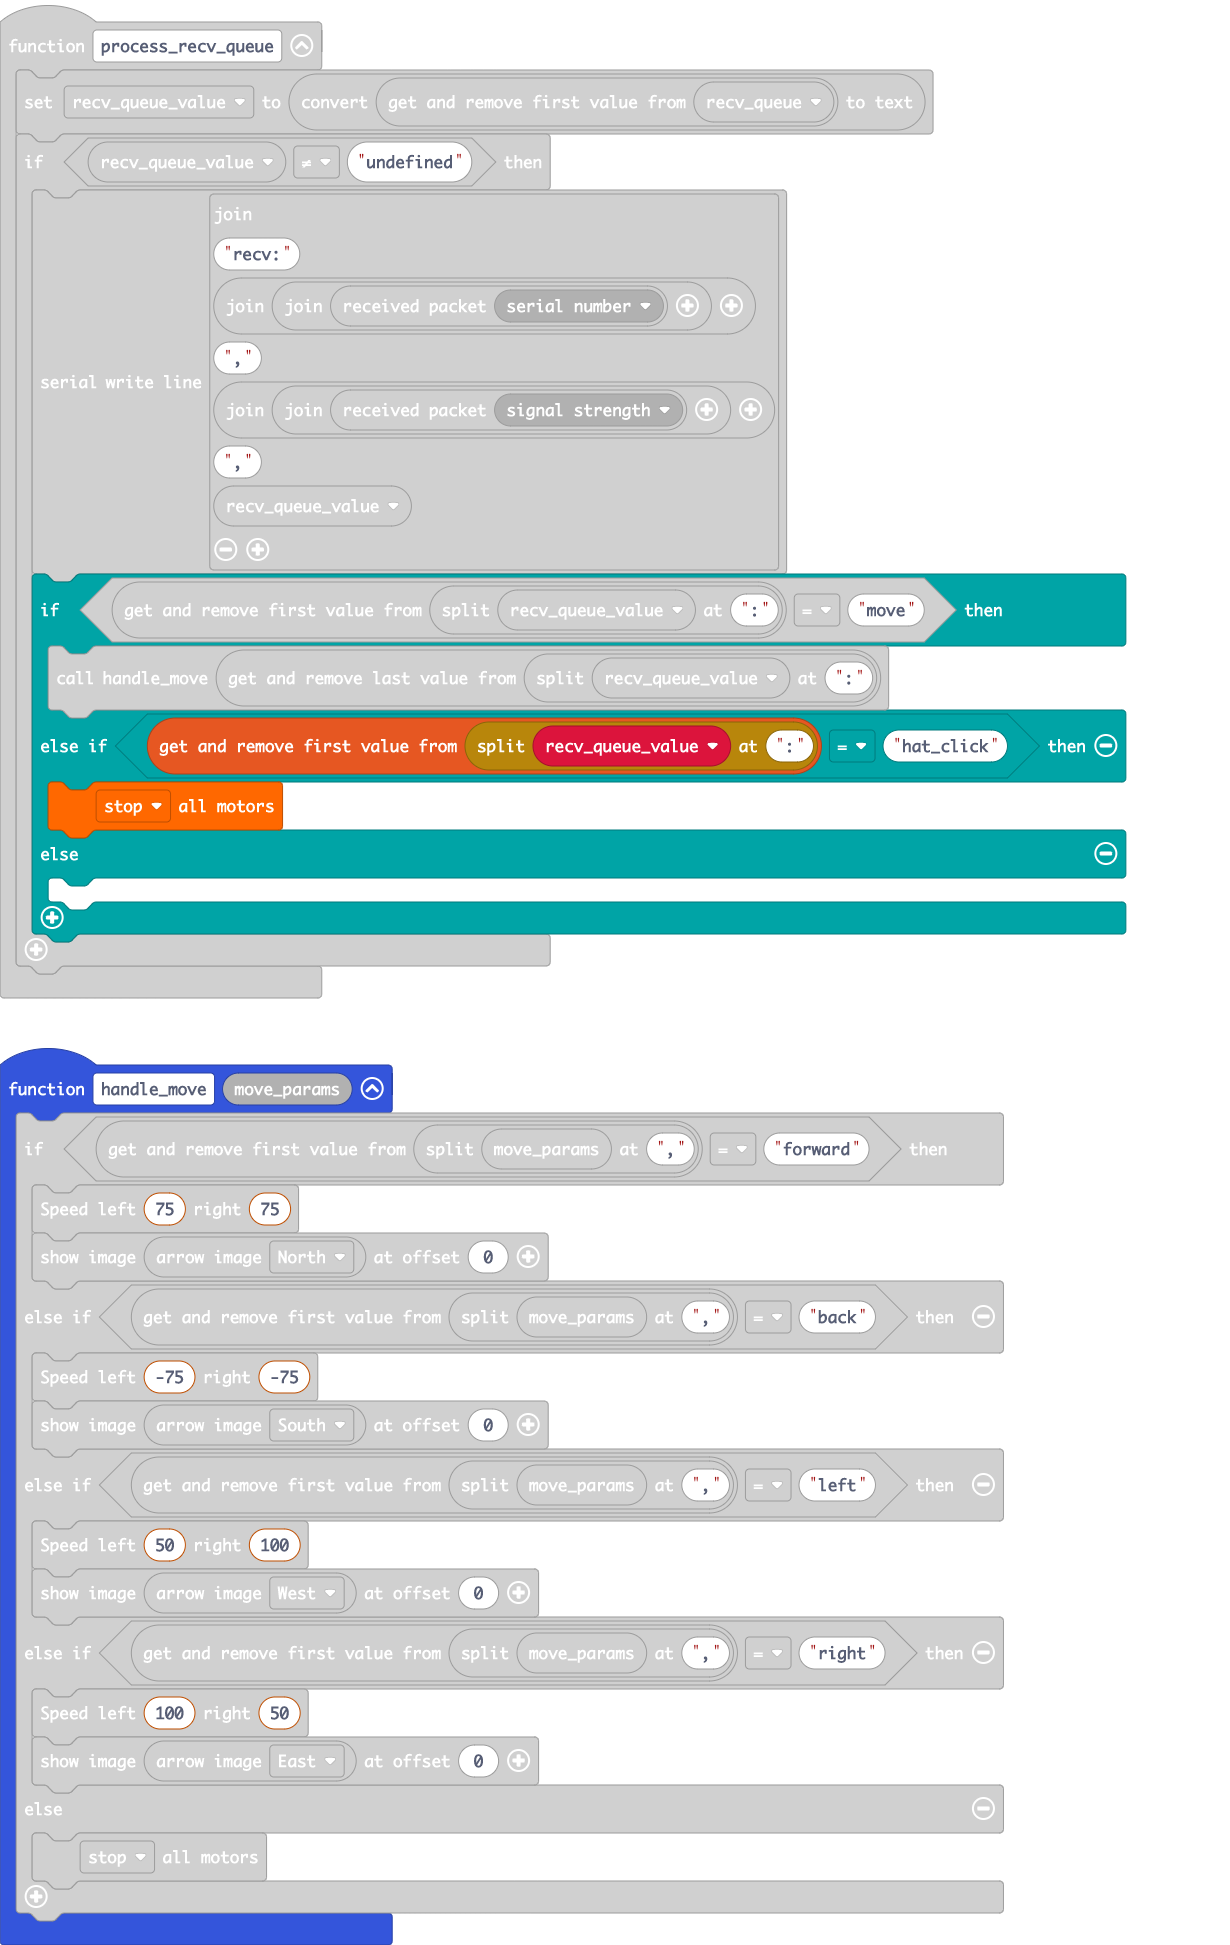 function process_recv_queue
set recv_queue_value to convert get and remove first value from recv_queue to text
if recv_queue_value ≠ "undefined" then
join
"recv:"
join join received packet serial number
","
serial write line
join join received packet signal strength
","
recv_queue_value
if get and remove first value from split recv_queue_value at ":" = "move" then
call handle_move get and remove last value from split recv_queue_value at ":"
else if get and remove first value from split recv_queue_value at ":" = "hat_click" then
stop all motors
else
function handle_move move_params
if get and remove first value from split move_params at "," = "forward" then
Speed left 75 right 75
show image arrow image North at offset 0
else if get and remove first value from split move_params at "," = "back" then
Speed left -75 right -75
show image arrow image South at offset 0
else if get and remove first value from split move_params at "," = "left" then
Speed left 50 right 100
show image arrow image West at offset 0
else if get and remove first value from split move_params at "," = "right" then
Speed left 100 right 50
show image arrow image East at offset 0
else
stop all motors